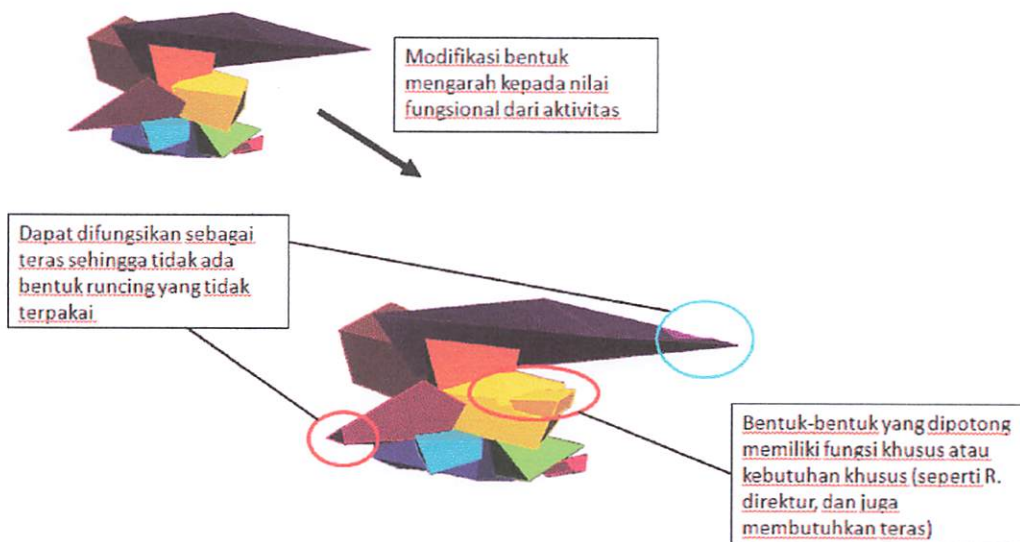 Modifikasi bentuk
mengarah kepada nilai
fungsional dari aktivitas
Dapat difungsikan sebagai
teras sehingga tidak ada
bentuk runcing yang tidak
terpakai
Bentuk-bentuk yang dipotong
memiliki fungsi khusus atau
kebutuhan khusus (seperti R.
direktur, dan juga
membutuhkan teras)